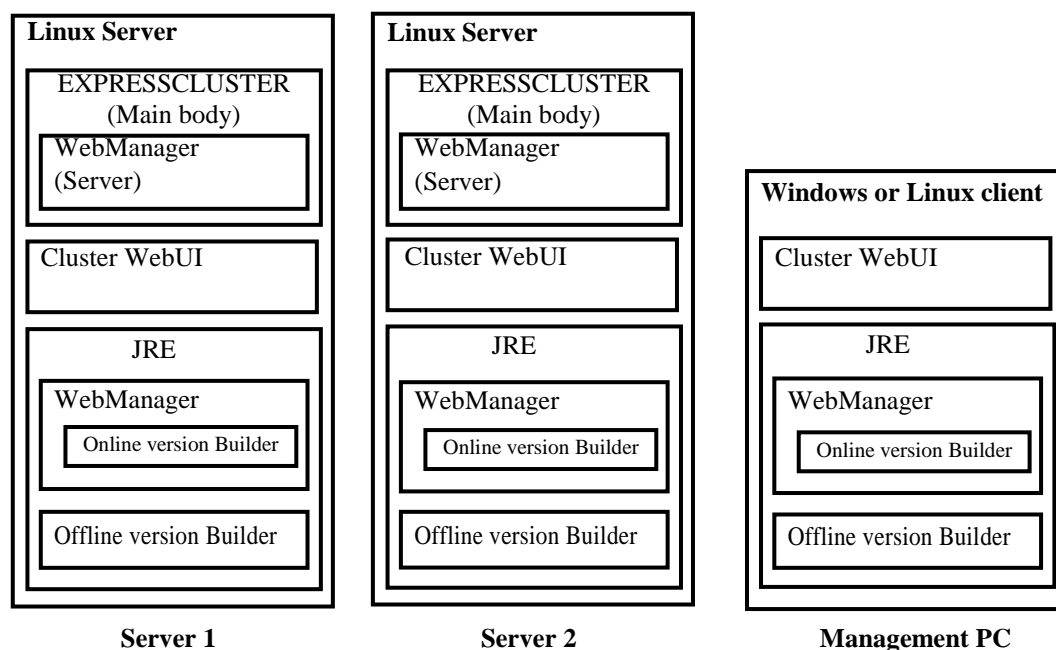 Linux Server
EXPRESSCLUSTER
(Main body)
WebManager
(Server)
Cluster WebUI
JRE
WebManager
Online version Builder
Offline version Builder
Server 1
Linux Server
EXPRESSCLUSTER
(Main body)
WebManager
(Server)
Cluster WebUI
JRE
WebManager
Online version Builder
Offline version Builder
Server 2
Windows or Linux client
Cluster WebUI
JRE
WebManager
Online version Builder
Offline version Builder
Management PC